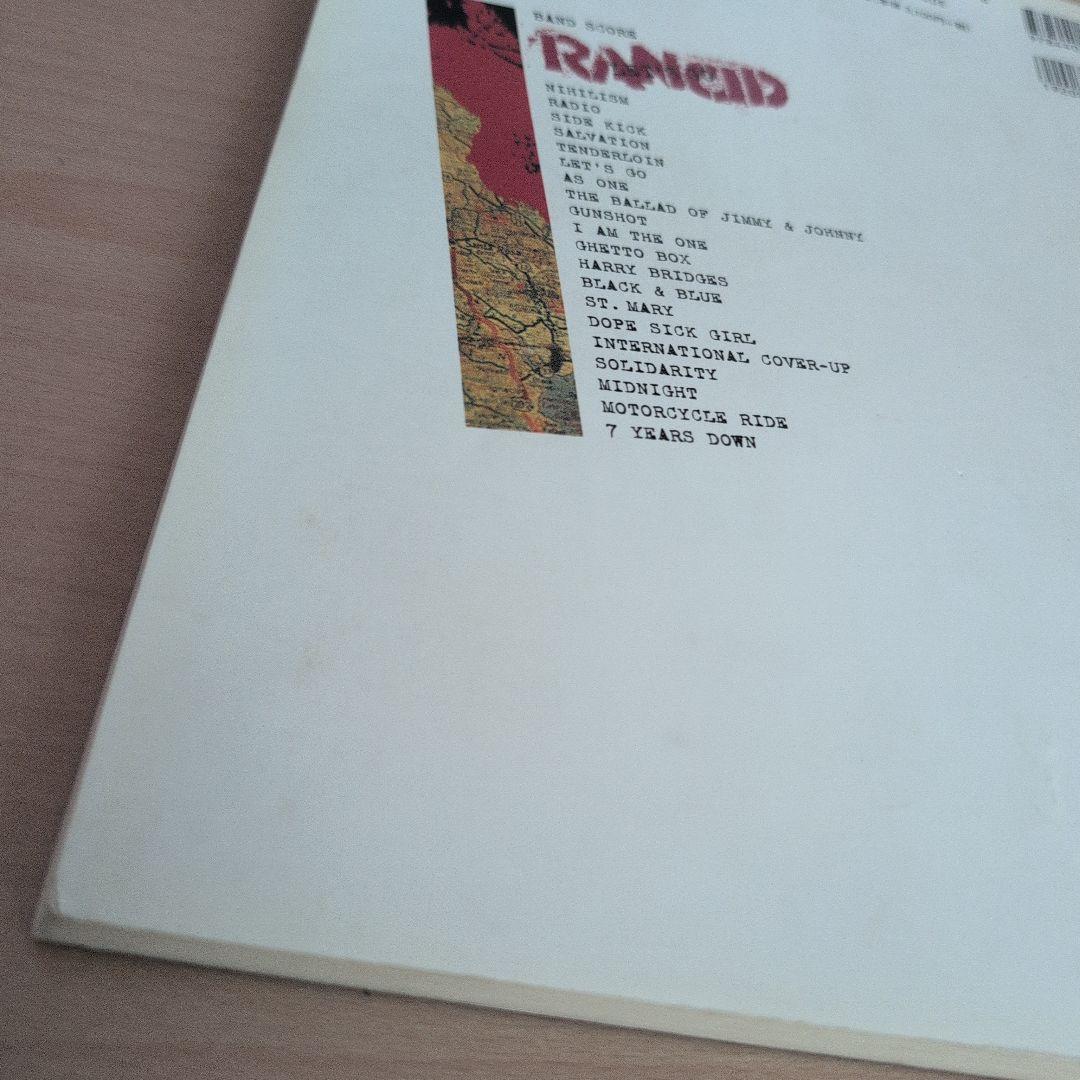 BAND SCORE
RANCID
NIHILISM
RADIO
SIDE KICK
SALVATION
TENDERLOIN
LET'S GO
AS ONE
THE BALLAD OF JIMMY & JOHNNY
GUNSHOT
I AM THE ONE
GHETTO BOX
HARRY BRIDGES
BLACK & BLUE
ST. MARY
DOPE SICK GIRL
INTERNATIONAL COVER-UP
SOLIDARITY
MIDNIGHT
MOTORCYCLE RIDE
7 YEARS DOWN